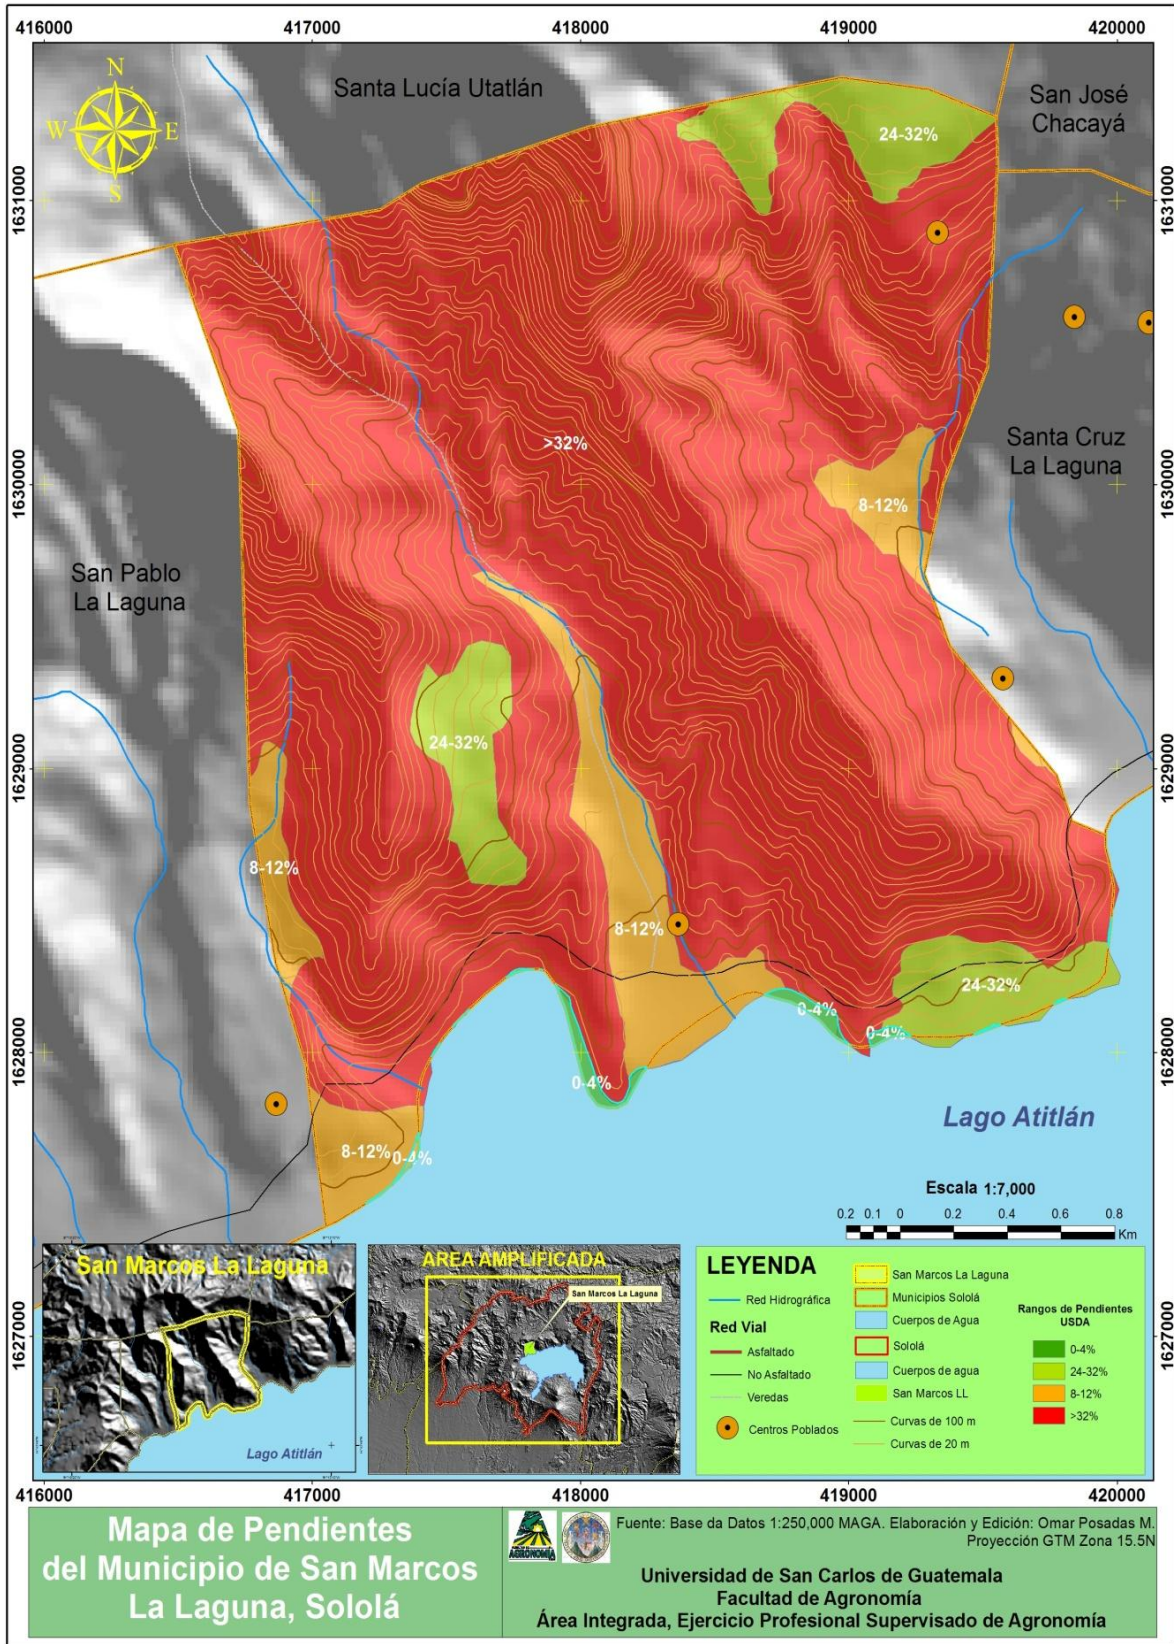 416000
417000
418000
419000
420000
N
W
E
S
Santa Lucía Utatlán
San José
Chacayá
24-32%
1631000
1631000
>32%
Santa Cruz
La Laguna
1630000
1630000
8-12%
San Pablo
La Laguna
24-32%
1629000
1629000
8-12%
8-12%
24-32%
0-4%
0-4%
1628000
1628000
0-4%
Lago Atitlán
8-12%
0-4%
Escala 1:7,000
0.2 0.1 0 0.2 0.4 0.6 0.8
Km
San Marcos La Laguna
Lago Atitlán
AREA AMPLIFICADA
San Marcos La Laguna
LEYENDA
Red Hidrográfica
Red Vial
Asfaltado
No Asfaltado
Veredas
Centros Poblados
San Marcos La Laguna
Municipios Sololá
Cuerpos de Agua
Sololá
Cuerpos de agua
San Marcos LL
Curvas de 100 m
Curvas de 20 m
Rangos de Pendientes
USDA
0-4%
24-32%
8-12%
>32%
1627000
1627000
416000
417000
418000
419000
420000
Mapa de Pendientes
del Municipio de San Marcos
La Laguna, Sololá
AGRONOMÍA
Fuente: Base da Datos 1:250,000 MAGA. Elaboración y Edición: Omar Posadas M.
Proyección GTM Zona 15.5N
Universidad de San Carlos de Guatemala
Facultad de Agronomía
Área Integrada, Ejercicio Profesional Supervisado de Agronomía